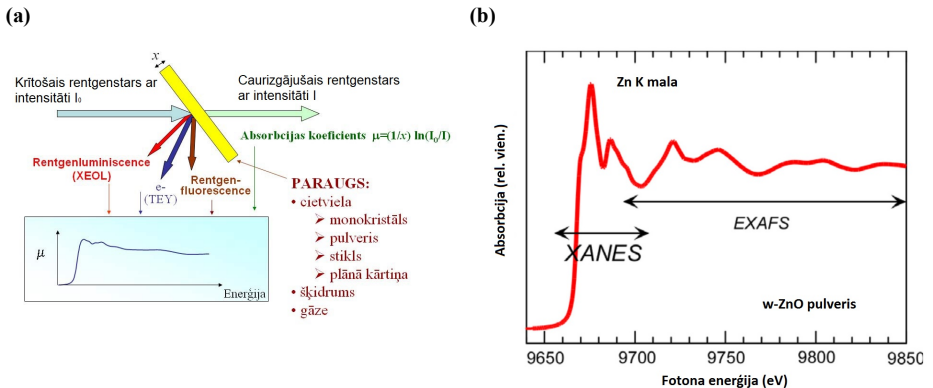 (a)
x
Krītošais rentgenstars ar
intensitāti I₀
Caurizgājušais rentgenstars
ar intensitāti I
Absorbcijas koeficients μ=(1/x) ln(I₀/I)
Rentgenluminiscence
(XEOL)
e-
(TEY)
Rentgen-
fluorescence
PARAUGS:
• cietviela
➢ monokristāls
➢ pulveris
➢ stikls
➢ plānā kārtiņa
• šķidrums
• gāze
μ
Enerģija
(b)
Zn K mala
Absorbcija (rel. vien.)
EXAFS
XANES
w-ZnO pulveris
9650 9700 9750 9800 9850
Fotona enerģija (eV)